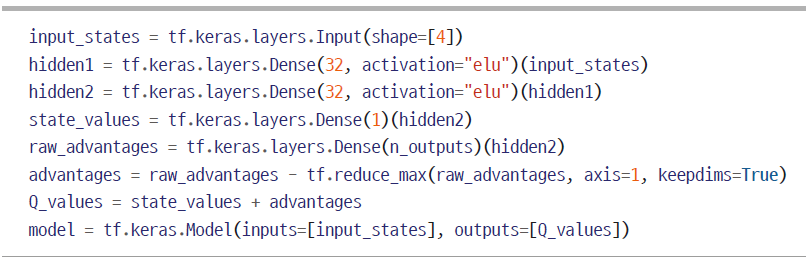 input_states = tf.keras.layers.Input(shape=[4])
hidden1 = tf.keras.layers.Dense(32, activation="elu")(input_states)
hidden2 = tf.keras.layers.Dense(32, activation="elu")(hidden1)
state_values = tf.keras.layers.Dense(1)(hidden2)
raw_advantages = tf.keras.layers.Dense(n_outputs)(hidden2)
advantages = raw_advantages - tf.reduce_max(raw_advantages, axis=1, keepdims=True)
Q_values = state_values + advantages
model = tf.keras.Model(inputs=[input_states], outputs=[Q_values])